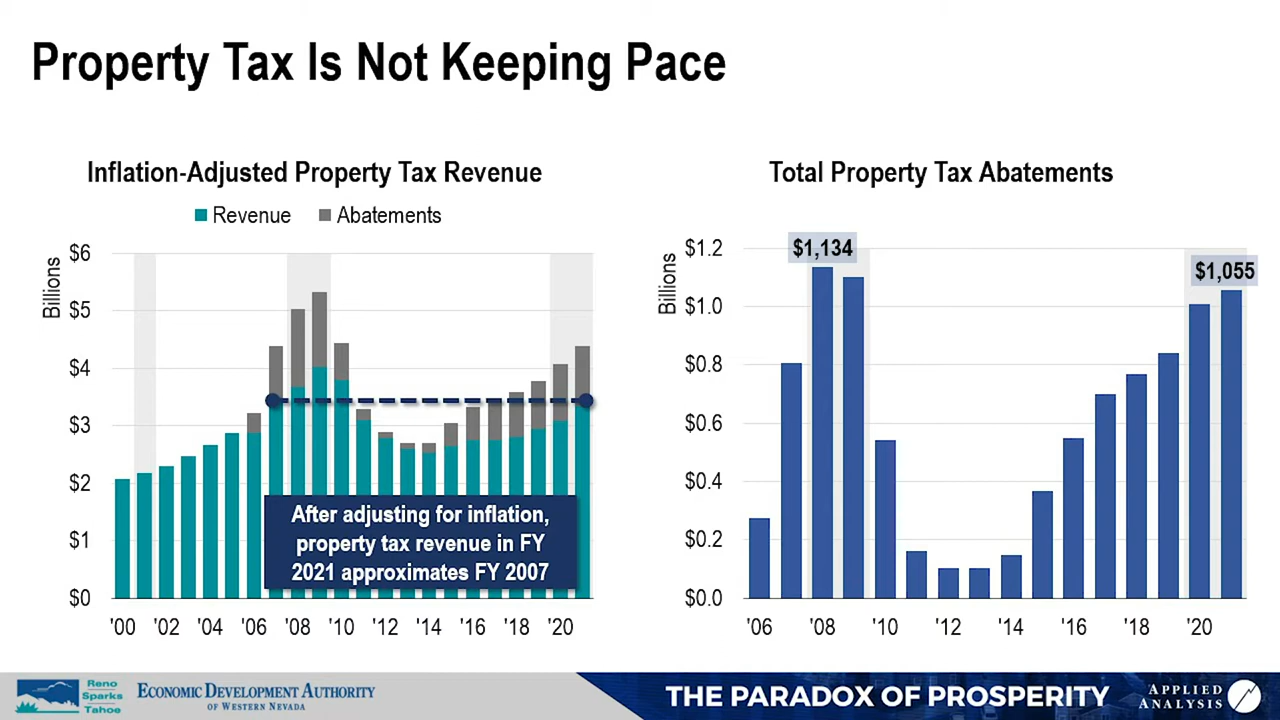 Property Tax Is Not Keeping Pace
Inflation-Adjusted Property Tax Revenue
Revenue Abatements
Billions
$6
$5
$4
$3
$2
$1
$0
After adjusting for inflation,
property tax revenue in FY
2021 approximates FY 2007
'00 '02 '04 '06 '08 '10 '12 '14 '16 '18 '20
Total Property Tax Abatements
Billions
$1.2
$1.0
$0.8
$0.6
$0.4
$0.2
$0.0
$1,134
$1,055
'06 '08 '10 '12 '14 '16 '18 '20
Reno
Sparks
Tahoe
ECONOMIC DEVELOPMENT AUTHORITY
OF WESTERN NEVADA
THE PARADOX OF PROSPERITY
APPLIED
ANALYSIS